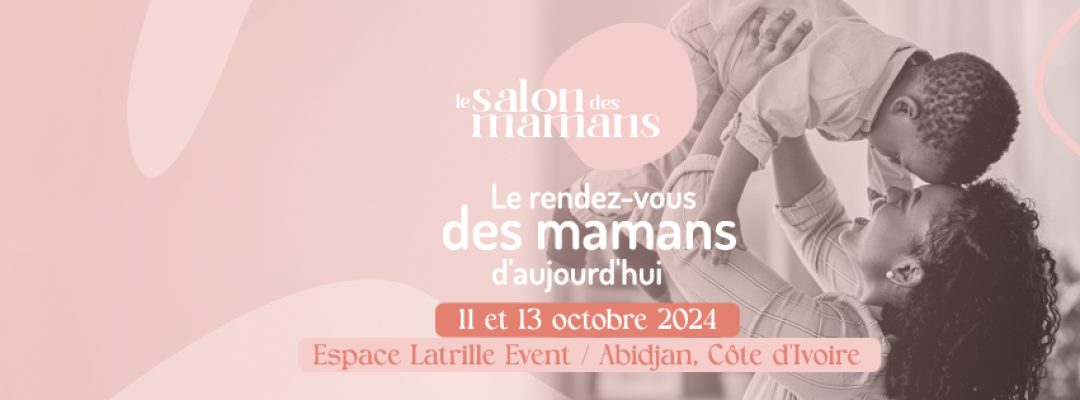 le salon des
mamans
Le rendez-vous
des mamans
d'aujourd'hui
11 et 13 octobre 2024
Espace Latrille Event / Abidjan, Côte d'Ivoire